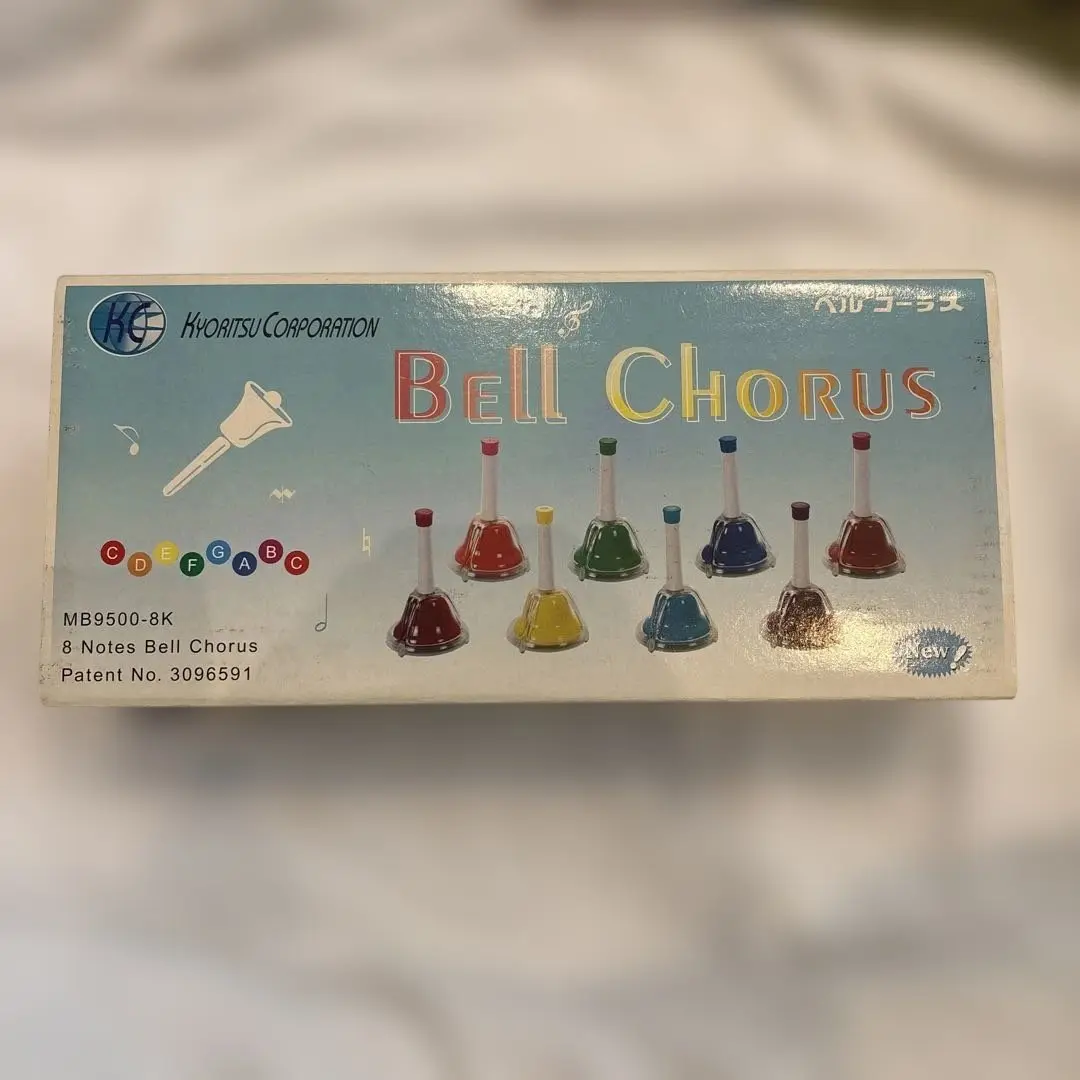 KC KYORITSU CORPORATION
ベルコーラス
BELL CHORUS
C D E F G A B C
MB9500-8K
8 Notes Bell Chorus
Patent No. 3096591
New!